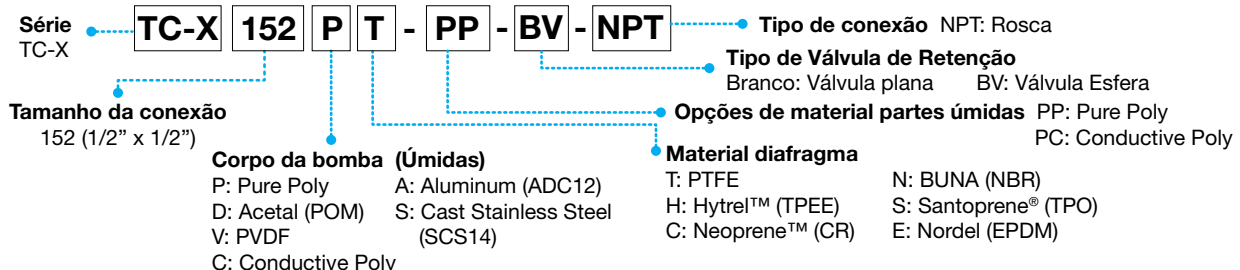 Série
TC-X
TC-X 152 P T - PP - BV - NPT
Tipo de conexão NPT: Rosca
Tipo de Válvula de Retenção
Branco: Válvula plana BV: Válvula Esfera
Tamanho da conexão
152 (1/2” x 1/2”)
Opções de material partes úmidas PP: Pure Poly
PC: Conductive Poly
Corpo da bomba (Úmidas)
P: Pure Poly A: Aluminum (ADC12)
D: Acetal (POM) S: Cast Stainless Steel
V: PVDF (SCS14)
C: Conductive Poly
Material diafragma
T: PTFE N: BUNA (NBR)
H: Hytrel™ (TPEE) S: Santoprene® (TPO)
C: Neoprene™ (CR) E: Nordel (EPDM)